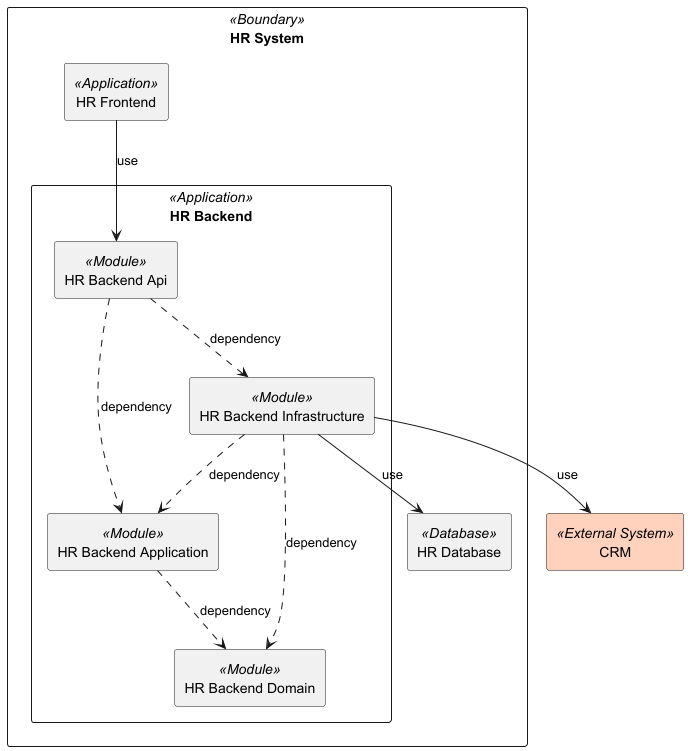 «Boundary»
HR System
«Application»
HR Frontend
use
«Application»
HR Backend
«Module»
HR Backend Api
dependency
dependency
«Module»
HR Backend Infrastructure
dependency
use
use
«Module»
HR Backend Application
dependency
«Database»
HR Database
«External System»
CRM
dependency
«Module»
HR Backend Domain